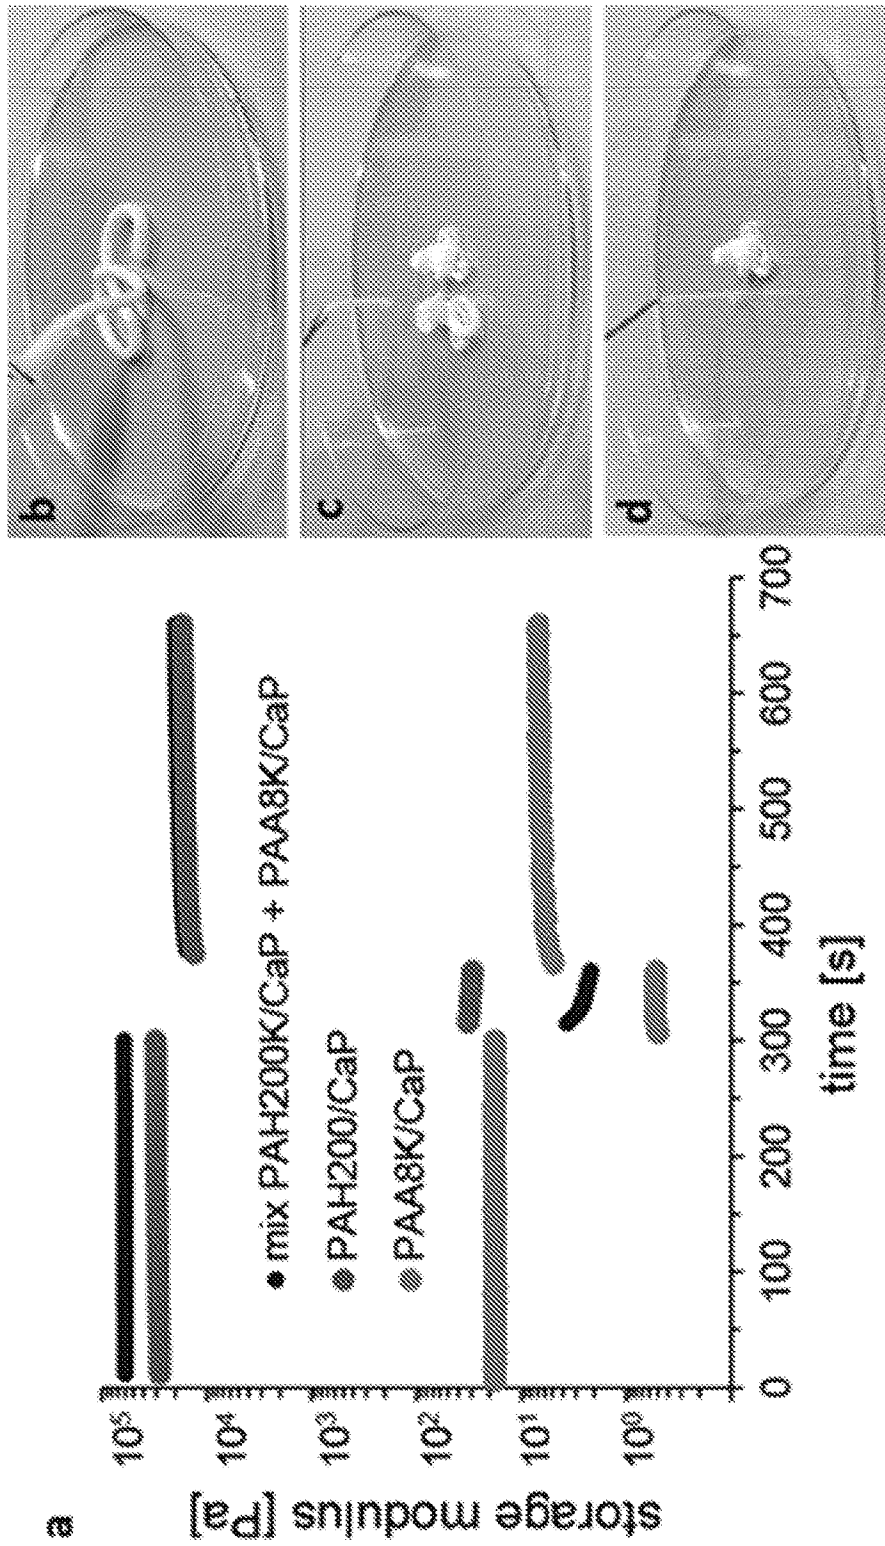 a
storage modulus [Pa]
10⁵
10⁴
10³
10²
10¹
10⁰
mix PAH200K/CaP + PAA8K/CaP
PAH200/CaP
PAA8K/CaP
0 100 200 300 400 500 600 700
time [s]
b
c
d